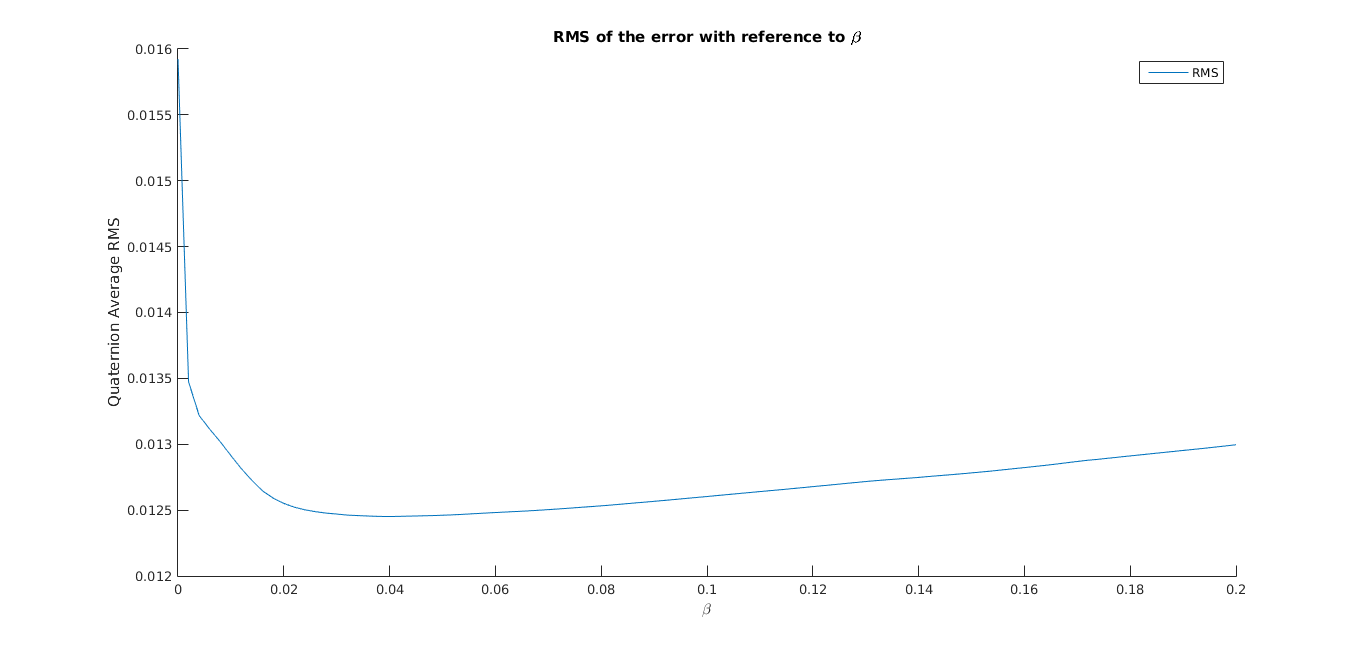 RMS of the error with reference to β
RMS
Quaternion Average RMS
0.016
0.0155
0.015
0.0145
0.014
0.0135
0.013
0.0125
0.012
0 0.02 0.04 0.06 0.08 0.1 0.12 0.14 0.16 0.18 0.2
β